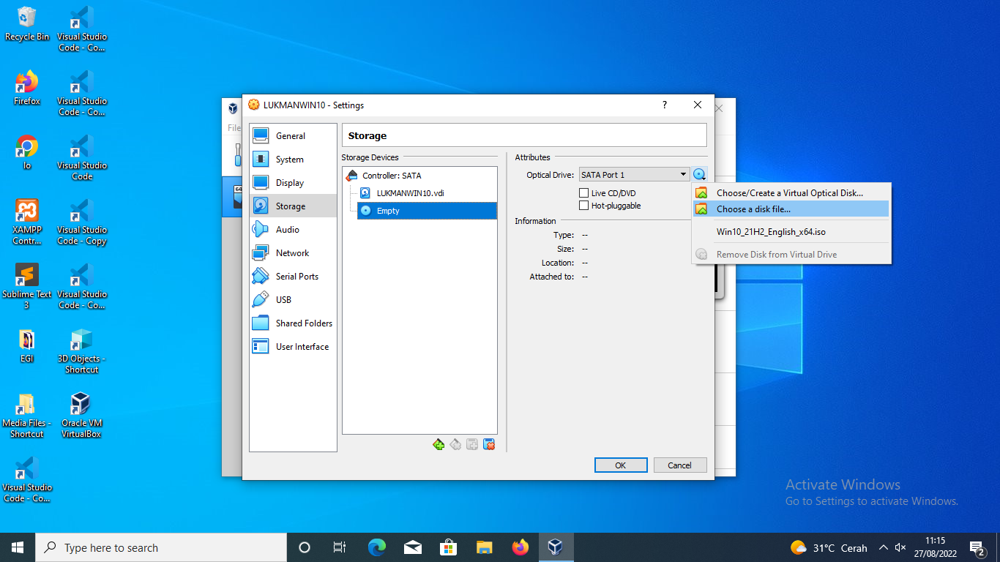 Recycle Bin
Visual Studio
Code - Co...
Firefox
Visual Studio
Code - Co...
Io
Visual Studio
Code
XAMPP
Contr...
Visual Studio
Code - Copy
Sublime Text
3
Visual Studio
Code - Co...
EGI
3D Objects -
Shortcut
Media Files -
Shortcut
Oracle VM
VirtualBox
Visual Studio
Code - Co...
File
64
LUKMANWIN10 - Settings
?
General
System
Display
Storage
Audio
Network
Serial Ports
USB
Shared Folders
User Interface
Storage
Storage Devices
Controller: SATA
LUKMANWIN10.vdi
Empty
Attributes
Optical Drive: SATA Port 1
Live CD/DVD
Hot-pluggable
Information
Type: --
Size: --
Location: --
Attached to: --
Choose/Create a Virtual Optical Disk...
Choose a disk file...
Win10_21H2_English_x64.iso
Remove Disk from Virtual Drive
OK
Cancel
Activate Windows
Go to Settings to activate Windows.
Type here to search
31°C Cerah
11:15
27/08/2022
2